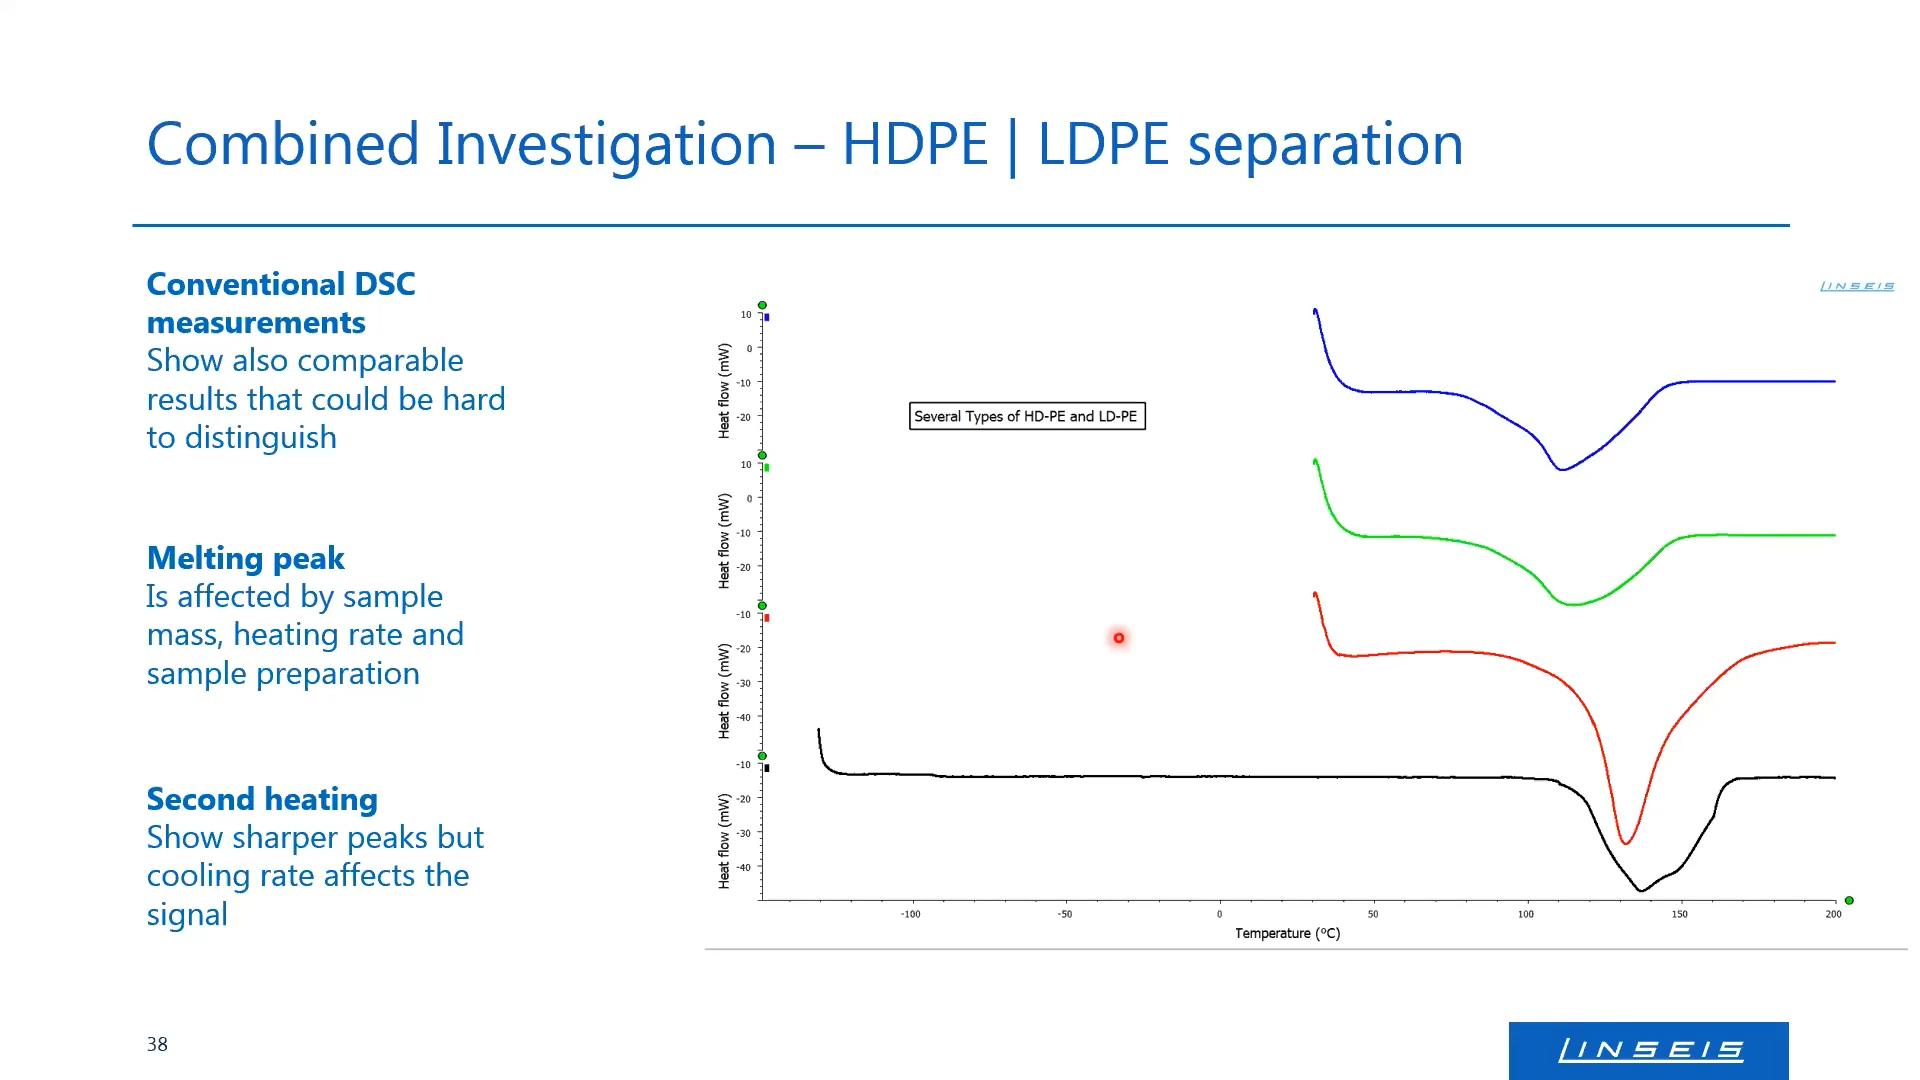 Combined Investigation – HDPE | LDPE separation
Conventional DSC
measurements
Show also comparable
results that could be hard
to distinguish
Melting peak
Is affected by sample
mass, heating rate and
sample preparation
Second heating
Show sharper peaks but
cooling rate affects the
signal
LINSEIS
Several Types of HD-PE and LD-PE
Heat flow (mW)
10
0
-10
-20
Heat flow (mW)
10
0
-10
-20
Heat flow (mW)
-10
-20
-30
-40
Heat flow (mW)
-10
-20
-30
-40
-100 -50 0 50 100 150 200
Temperature (°C)
38
LINSEIS